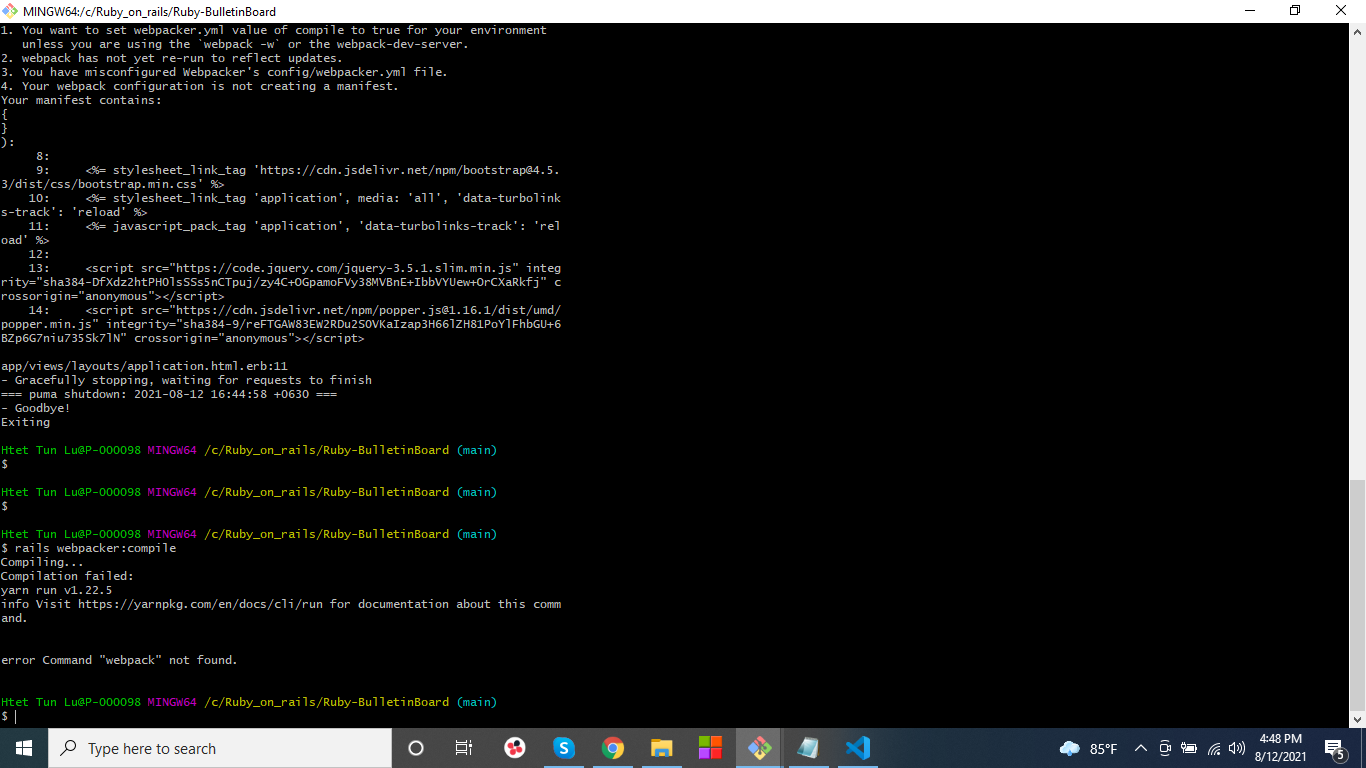 MINGW64:/c/Ruby_on_rails/Ruby-BulletinBoard
1. You want to set webpacker.yml value of compile to true for your environment
   unless you are using the `webpack -w` or the webpack-dev-server.
2. webpack has not yet re-run to reflect updates.
3. You have misconfigured Webpacker's config/webpacker.yml file.
4. Your webpack configuration is not creating a manifest.
Your manifest contains:
{
}
):
     8:
     9:     <%= stylesheet_link_tag 'https://cdn.jsdelivr.net/npm/bootstrap@4.5.
3/dist/css/bootstrap.min.css' %>
    10:     <%= stylesheet_link_tag 'application', media: 'all', 'data-turbolink
s-track': 'reload' %>
    11:     <%= javascript_pack_tag 'application', 'data-turbolinks-track': 'rel
oad' %>
    12:
    13:     <script src="https://code.jquery.com/jquery-3.5.1.slim.min.js" integ
rity="sha384-DfXdz2htPH0lsSSs5nCTpuj/zy4C+OGpamoFVy38MVBnE+IbbVYUew+OrCXaRkfj" c
rossorigin="anonymous"></script>
    14:     <script src="https://cdn.jsdelivr.net/npm/popper.js@1.16.1/dist/umd/
popper.min.js" integrity="sha384-9/reFTGAW83EW2RDu2S0VKaIzap3H66lZH81PoYlFhbGU+6
BZp6G7niu735Sk7lN" crossorigin="anonymous"></script>
app/views/layouts/application.html.erb:11
- Gracefully stopping, waiting for requests to finish
=== puma shutdown: 2021-08-12 16:44:58 +0630 ===
- Goodbye!
Exiting
Htet Tun Lu@P-000098 MINGW64 /c/Ruby_on_rails/Ruby-BulletinBoard (main)
$
Htet Tun Lu@P-000098 MINGW64 /c/Ruby_on_rails/Ruby-BulletinBoard (main)
$
Htet Tun Lu@P-000098 MINGW64 /c/Ruby_on_rails/Ruby-BulletinBoard (main)
$ rails webpacker:compile
Compiling...
Compilation failed:
yarn run v1.22.5
info Visit https://yarnpkg.com/en/docs/cli/run for documentation about this comm
and.
error Command "webpack" not found.
Htet Tun Lu@P-000098 MINGW64 /c/Ruby_on_rails/Ruby-BulletinBoard (main)
$
Type here to search
S
85°F
4:48 PM
8/12/2021
5